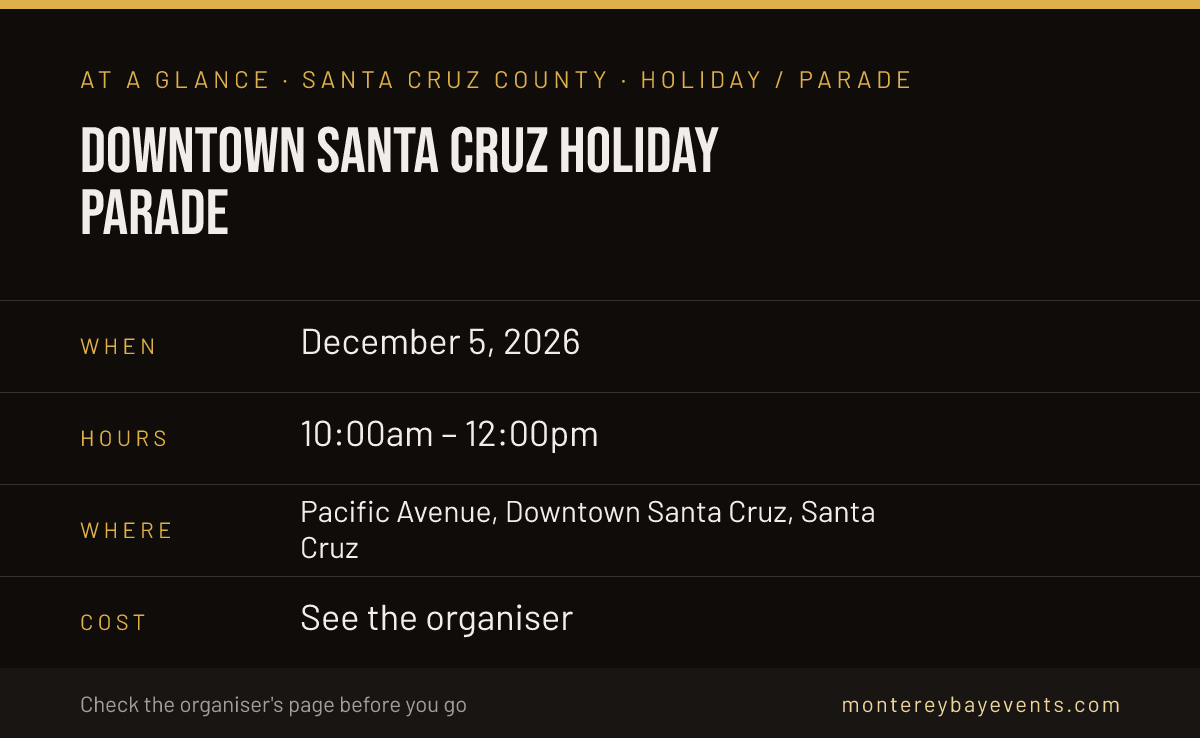 AT A GLANCE · SANTA CRUZ COUNTY · HOLIDAY / PARADE
DOWNTOWN SANTA CRUZ HOLIDAY
PARADE
WHEN
December 5, 2026
HOURS
10:00am – 12:00pm
WHERE
Pacific Avenue, Downtown Santa Cruz, Santa
Cruz
COST
See the organiser
Check the organiser's page before you go
montereybayevents.com